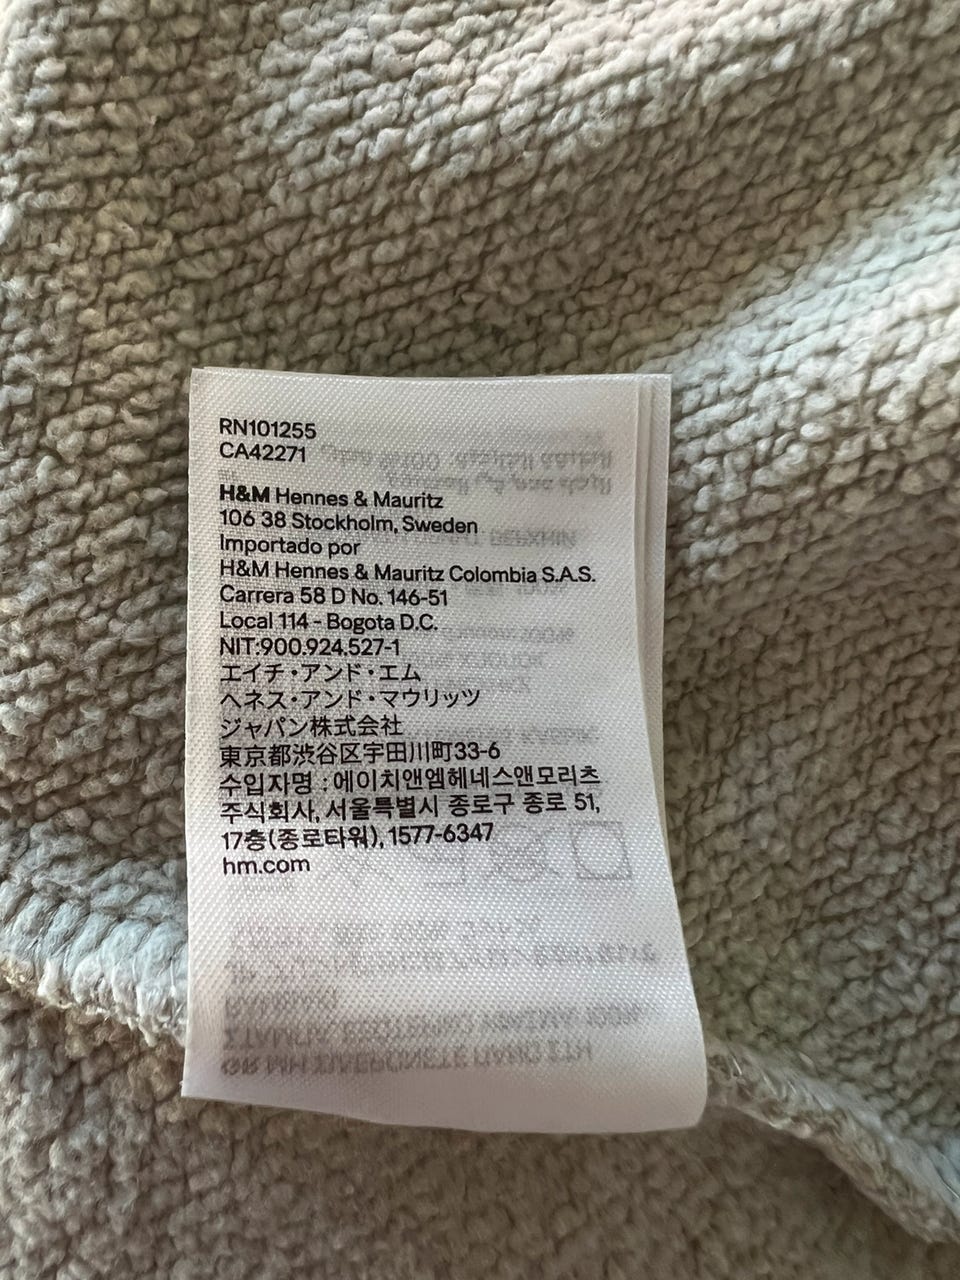 RN101255
CA42271
H&M Hennes & Mauritz
106 38 Stockholm, Sweden
Importado por
H&M Hennes & Mauritz Colombia S.A.S.
Carrera 58 D No. 146-51
Local 114 - Bogota D.C.
NIT:900.924.527-1
エイチ・アンド・エム
ヘネス・アンド・マウリッツ
ジャパン株式会社
東京都渋谷区宇田川町33-6
수입자명 : 에이치앤엠헤네스앤모리츠
주식회사, 서울특별시 종로구 종로 51,
17층(종로타워), 1577-6347
hm.com